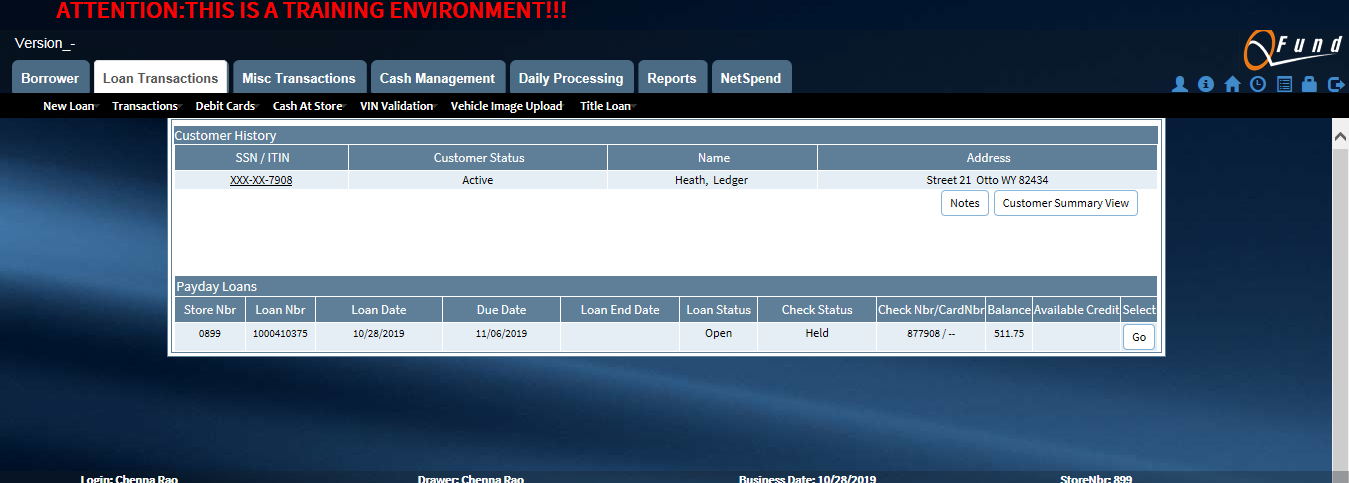 ATTENTION:THIS IS A TRAINING ENVIRONMENT!!!
Version_-
QFund
Borrower Loan Transactions Misc Transactions Cash Management Daily Processing Reports NetSpend
New Loan Transactions Debit Cards Cash At Store VIN Validation Vehicle Image Upload Title Loan
Customer History
SSN / ITIN Customer Status Name Address
XXX-XX-7908 Active Heath, Ledger Street 21 Otto WY 82434
Notes Customer Summary View
Payday Loans
Store Nbr Loan Nbr Loan Date Due Date Loan End Date Loan Status Check Status Check Nbr/CardNbr Balance Available Credit Select
0899 1000410375 10/28/2019 11/06/2019 Open Held 877908 / -- 511.75 Go
Login: Chenna Rao Drawer: Chenna Rao Business Date: 10/28/2019 StoreNbr: 899